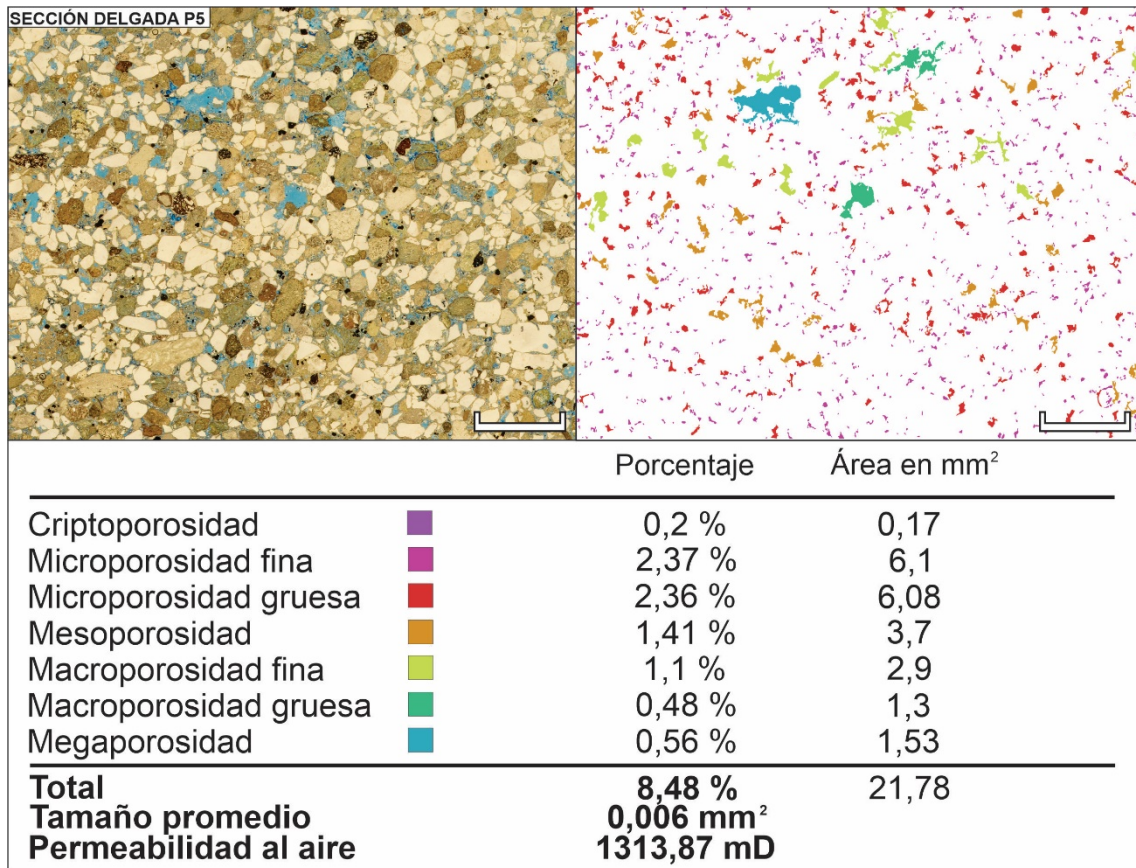 SECCIÓN DELGADA P5
Porcentaje Área en mm²
Criptoporosidad 0,2 % 0,17
Microporosidad fina 2,37 % 6,1
Microporosidad gruesa 2,36 % 6,08
Mesoporosidad 1,41 % 3,7
Macroporosidad fina 1,1 % 2,9
Macroporosidad gruesa 0,48 % 1,3
Megaporosidad 0,56 % 1,53
Total 8,48 % 21,78
Tamaño promedio 0,006 mm²
Permeabilidad al aire 1313,87 mD